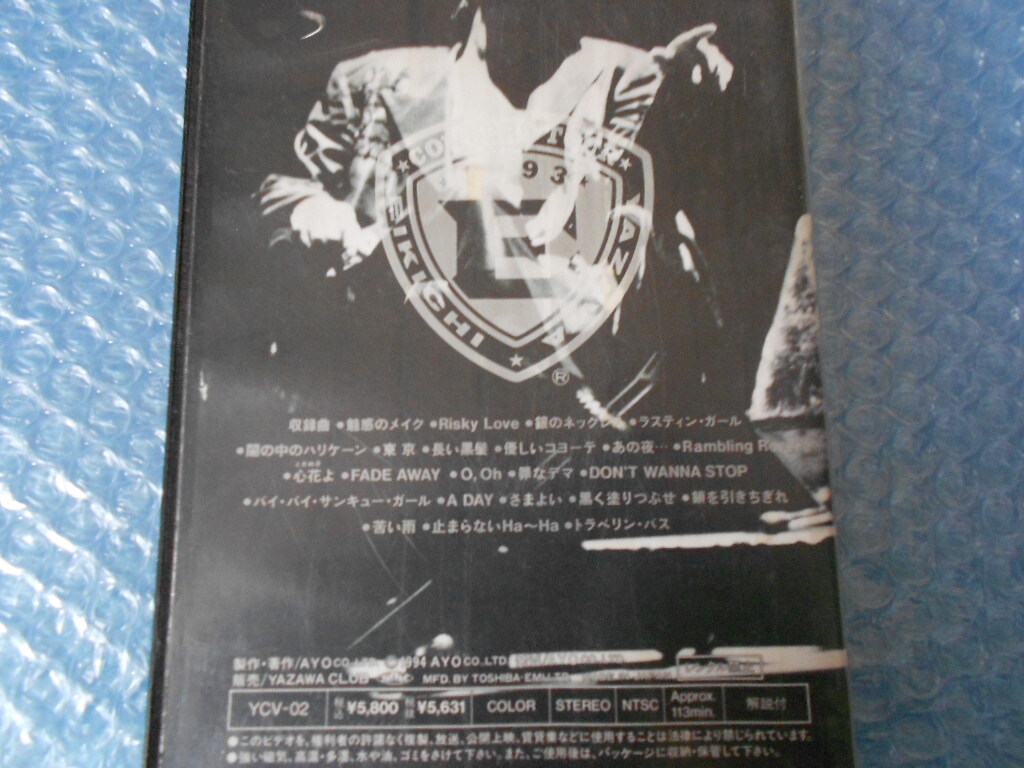 CO
93
EIKICHI
®
収録曲 •魅惑のメイク •Risky Love •銀のネックレス •ラスティン・ガール
•闇の中のハリケーン •東京 •長い黒髪 •優しいコヨーテ •あの夜… •Rambling R
•心花よ •FADE AWAY •O, Oh •罪なデマ •DON'T WANNA STOP
•バイ・バイ・サンキュー・ガール •A DAY •さまよい •黒く塗りつぶせ •鎖を引きちぎれ
•苦い雨 •止まらないHa〜Ha •トラベリン・バス
製作・著作/AYO CO., LTD. ©1994 AYO CO.,LTD.
販売/YAZAWA CLUB MFD. BY TOSHIBA-EMI
YCV-02 税込 ¥5,800 税抜 ¥5,631 COLOR STEREO NTSC Approx. 113min. 解説付
●このビデオを、権利者の許諾なく複製、放送、公開上映、賃貸業などに使用することは法律により禁じられています。
●強い磁気、高温・多湿、水や油、ゴミをさけて下さい。また、ご使用後は、パッケージに収納・保管して下さい。